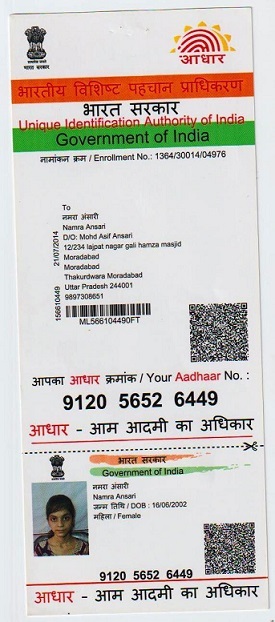 भारत सरकार
आधार
भारतीय विशिष्ट पहचान प्राधिकरण
भारत सरकार
Unique Identification Authority of India
Government of India
नामांकन क्रम / Enrollment No.: 1364/30014/04976
To
नमरा अंसारी
Namra Ansari
D/O: Mohd Asif Ansari
12/234 lajpat nagar gali hamza masjid
Moradabad
Moradabad
Thakurdwara Moradabad
Uttar Pradesh 244001
9897308651
21/07/2014
156610449
ML566104490FT
आपका आधार क्रमांक / Your Aadhaar No. :
9120 5652 6449
आधार - आम आदमी का अधिकार
भारत सरकार
Government of India
नमरा अंसारी
Namra Ansari
जन्म तिथि / DOB : 16/06/2002
महिला / Female
9120 5652 6449
आधार - आम आदमी का अधिकार